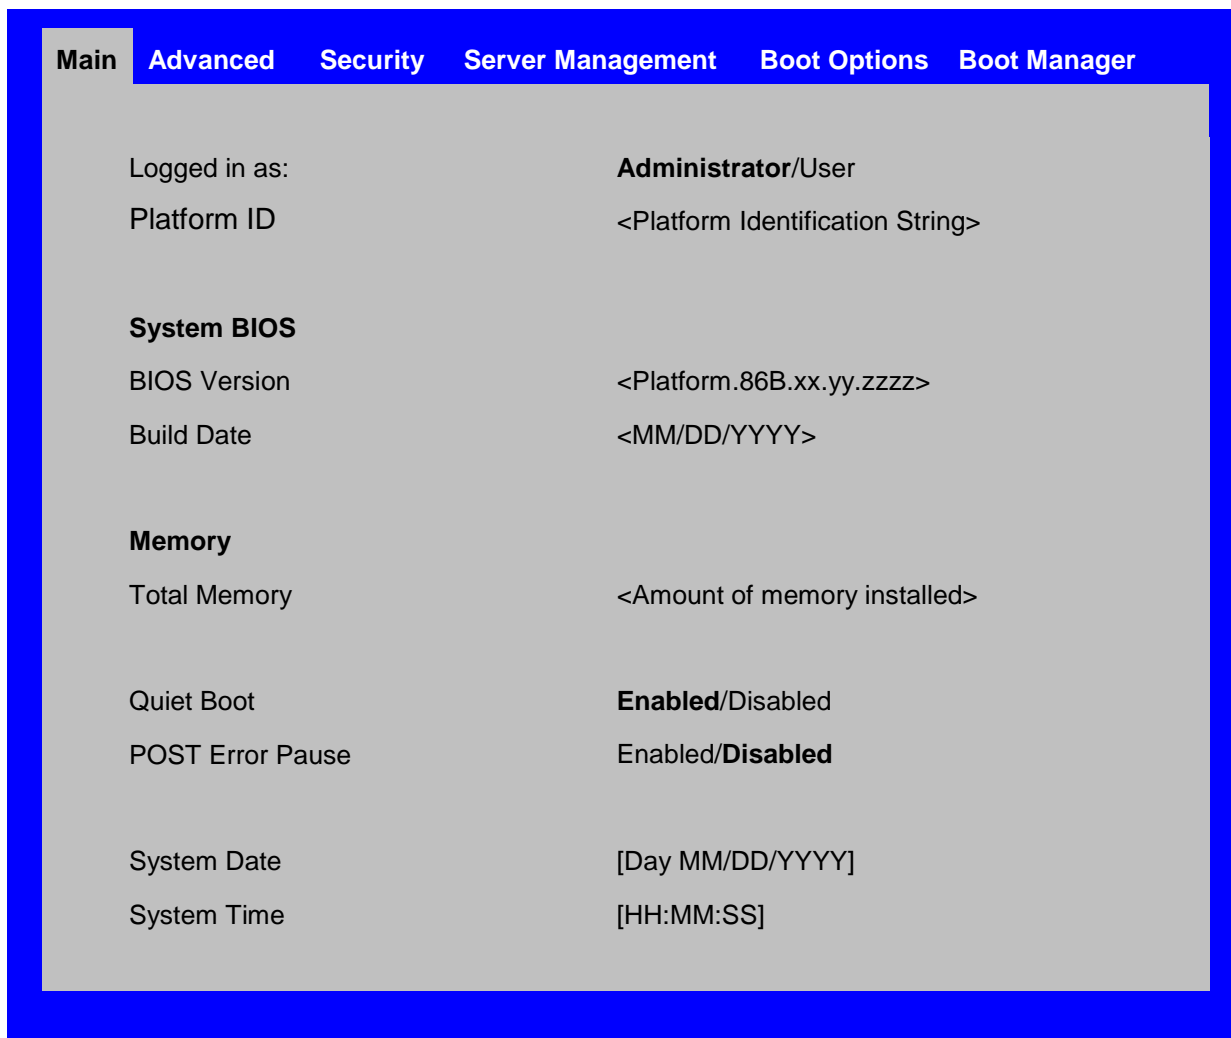 Main Advanced Security Server Management Boot Options Boot Manager
Logged in as: Administrator/User
Platform ID <Platform Identification String>
System BIOS
BIOS Version <Platform.86B.xx.yy.zzzz>
Build Date <MM/DD/YYYY>
Memory
Total Memory <Amount of memory installed>
Quiet Boot Enabled/Disabled
POST Error Pause Enabled/Disabled
System Date [Day MM/DD/YYYY]
System Time [HH:MM:SS]